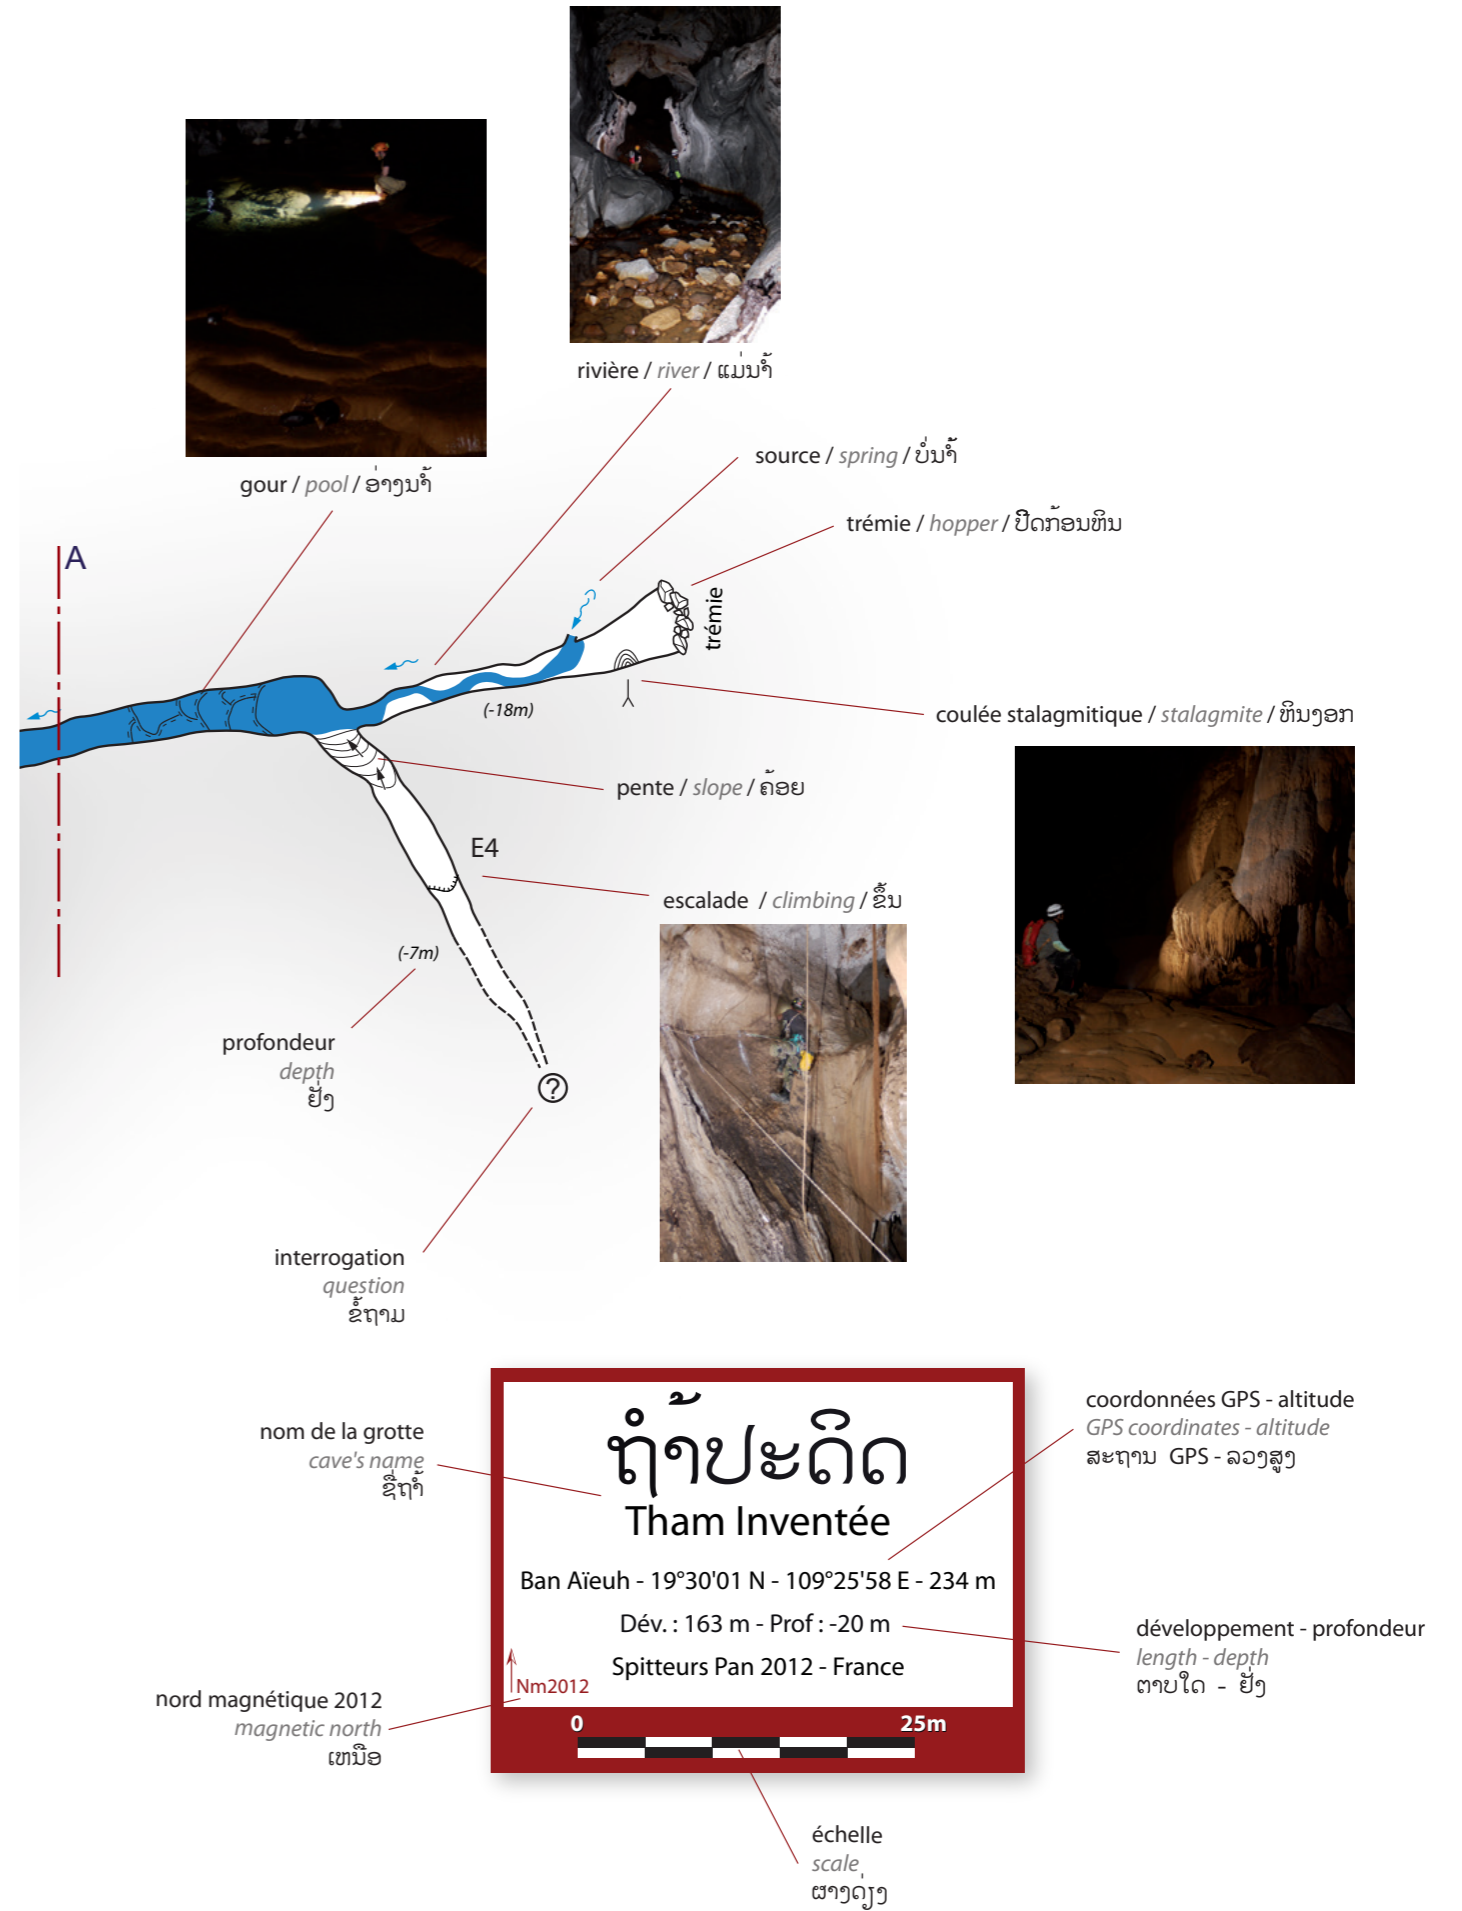 rivière / river / ແມ່ນໍ້າ
source / spring / ບໍ່ນໍ້າ
gour / pool / ອ່າງນໍ້າ
trémie / hopper / ປີດກ້ອນຫິນ
A
trémie
(-18m)
coulée stalagmitique / stalagmite / ຫິນງອກ
pente / slope / ຄ້ອຍ
E4
escalade / climbing / ຂຶ້ນ
(-7m)
profondeur
depth
ຢັ່ງ
?
interrogation
question
ຂໍ້ຖາມ
nom de la grotte
cave's name
ຊື່ຖໍ້າ
ຖໍ້າປະດິດ
Tham Inventée
Ban Aïeuh - 19°30'01 N - 109°25'58 E - 234 m
Dév. : 163 m - Prof : -20 m
Spitteurs Pan 2012 - France
Nm2012
0 25m
coordonnées GPS - altitude
GPS coordinates - altitude
ສະຖານ GPS - ລວງສູງ
développement - profondeur
length - depth
ຕາບໃດ - ຢັ່ງ
nord magnétique 2012
magnetic north
ເໜືອ
échelle
scale
ຜາງດ່ຽງ